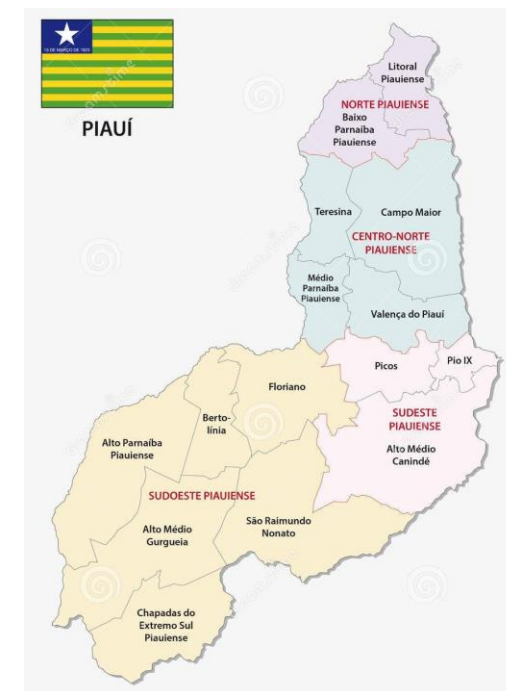 PIAUÍ
Litoral
Piauiense
NORTE PIAUIENSE
Baixo
Parnaíba
Piauiense
Teresina
Campo Maior
CENTRO-NORTE
PIAUIENSE
Médio
Parnaíba
Piauiense
Valença do Piauí
Picos
Pio IX
Floriano
SUDESTE
PIAUIENSE
Berto-
línia
Alto Parnaíba
Piauiense
Alto Médio
Canindé
SUDOESTE PIAUIENSE
São Raimundo
Nonato
Alto Médio
Gurgueia
Chapadas do
Extremo Sul
Piauiense